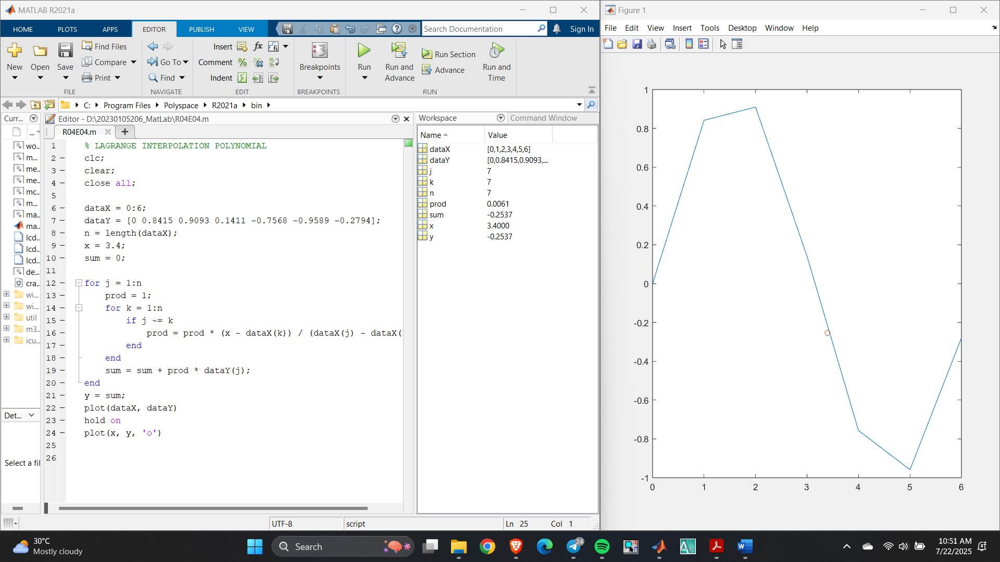 MATLAB R2021a
HOME PLOTS APPS EDITOR PUBLISH VIEW
Search Documentation
Sign In
New
Open
Save
Find Files
Compare
Print
FILE
Go To
Find
NAVIGATE
Insert
Comment
Indent
EDIT
Breakpoints
BREAKPOINTS
Run
Run and Advance
Run Section
Advance
Run and Time
RUN
C: Program Files Polyspace R2021a bin
Curr...
...
wo...
m...
me..
me..
mc...
m...
ma...
ma...
lcd..
lcd..
lcd..
de...
cra..
wi...
wi...
util
m3...
icu...
Det...
Select a fil
Editor - D:\20230105206_MatLab\R04E04.m
R04E04.m
1 % LAGRANGE INTERPOLATION POLYNOMIAL
2 clc;
3 clear;
4 close all;
5
6 dataX = 0:6;
7 dataY = [0 0.8415 0.9093 0.1411 -0.7568 -0.9589 -0.2794];
8 n = length(dataX);
9 x = 3.4;
10 sum = 0;
11
12 for j = 1:n
13 prod = 1;
14 for k = 1:n
15 if j ~= k
16 prod = prod * (x - dataX(k)) / (dataX(j) - dataX(
17 end
18 end
19 sum = sum + prod * dataY(j);
20 end
21 y = sum;
22 plot(dataX, dataY)
23 hold on
24 plot(x, y, 'o')
25
26
Workspace
Command Window
Name Value
dataX [0,1,2,3,4,5,6]
dataY [0,0.8415,0.9093,...
j 7
k 7
n 7
prod 0.0061
sum -0.2537
x 3.4000
y -0.2537
UTF-8
script
Ln 25 Col 1
Figure 1
File Edit View Insert Tools Desktop Window Help
1
0.8
0.6
0.4
0.2
0
-0.2
-0.4
-0.6
-0.8
-1
0 1 2 3 4 5 6
30°C
Mostly cloudy
Search
24
10:51 AM
7/22/2025